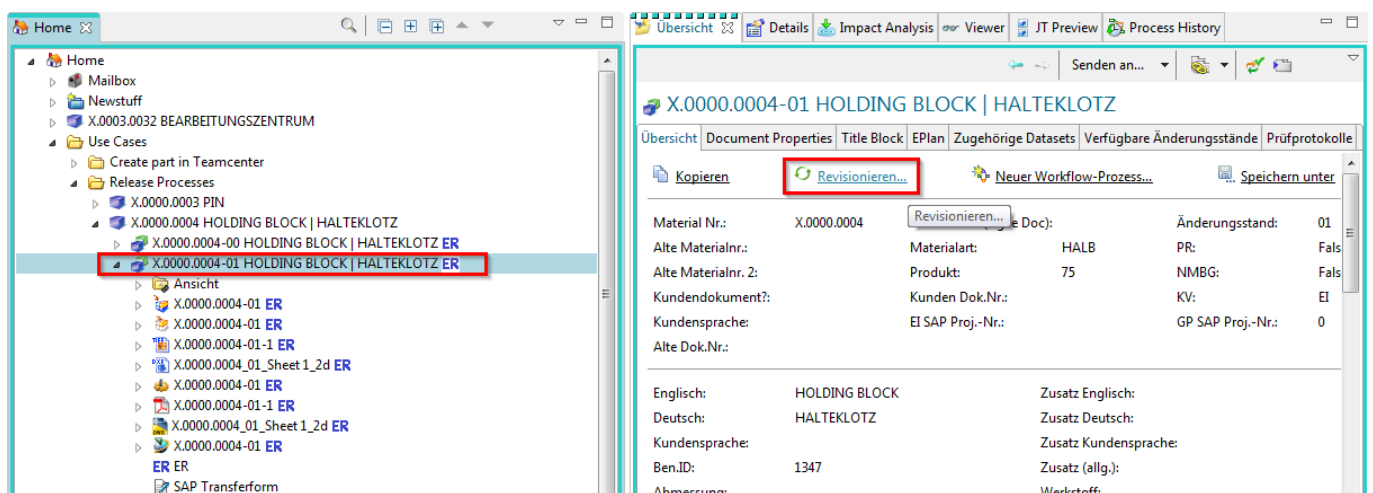 Home
Home
Mailbox
Newstuff
X.0003.0032 BEARBEITUNGSZENTRUM
Use Cases
Create part in Teamcenter
Release Processes
X.0000.0003 PIN
X.0000.0004 HOLDING BLOCK | HALTEKLOTZ
X.0000.0004-00 HOLDING BLOCK | HALTEKLOTZ ER
X.0000.0004-01 HOLDING BLOCK | HALTEKLOTZ ER
Ansicht
X.0000.0004-01 ER
X.0000.0004-01 ER
X.0000.0004-01-1 ER
X.0000.0004_01_Sheet1_2d ER
X.0000.0004-01 ER
X.0000.0004-01-1 ER
X.0000.0004_01_Sheet1_2d ER
X.0000.0004-01 ER
ER ER
SAP Transferform
Übersicht Details Impact Analysis Viewer JT Preview Process History
Senden an...
X.0000.0004-01 HOLDING BLOCK | HALTEKLOTZ
Übersicht Document Properties Title Block EPlan Zugehörige Datasets Verfügbare Änderungsstände Prüfprotokolle
Kopieren Revisionieren... Neuer Workflow-Prozess... Speichern unter
Material Nr.: X.0000.0004 Revisionieren... e Doc): Änderungsstand: 01
Alte Materialnr.: Materialart: HALB PR: Fals
Alte Materialnr. 2: Produkt: 75 NMBG: Fals
Kundendokument?: Kunden Dok.Nr.: KV: EI
Kundensprache: EI SAP Proj.-Nr.: GP SAP Proj.-Nr.: 0
Alte Dok.Nr.:
Englisch: HOLDING BLOCK Zusatz Englisch:
Deutsch: HALTEKLOTZ Zusatz Deutsch:
Kundensprache: Zusatz Kundensprache:
Ben.ID: 1347 Zusatz (allg.):
Abmessung: Werkstoff: